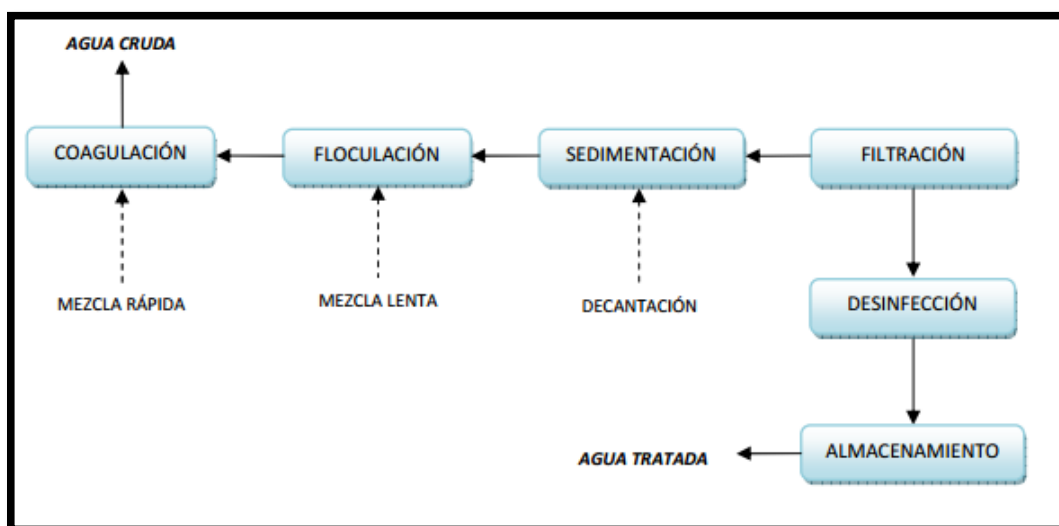 AGUA CRUDA
COAGULACIÓN
FLOCULACIÓN
SEDIMENTACIÓN
FILTRACIÓN
MEZCLA RÁPIDA
MEZCLA LENTA
DECANTACIÓN
DESINFECCIÓN
AGUA TRATADA
ALMACENAMIENTO